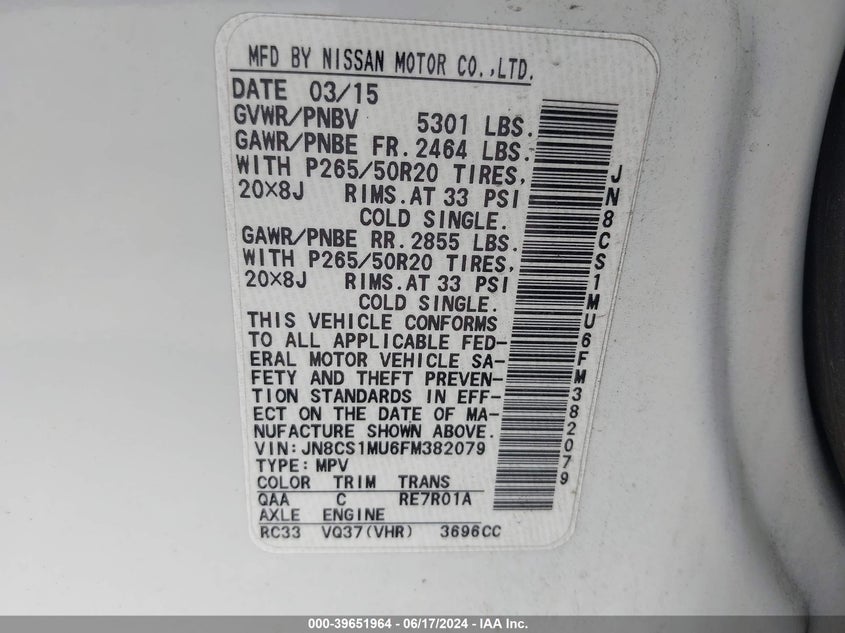 MFD BY NISSAN MOTOR CO.,LTD.
DATE 03/15
GVWR/PNBV 5301 LBS.
GAWR/PNBE FR. 2464 LBS.
WITH P265/50R20 TIRES,
20×8J RIMS. AT 33 PSI
COLD SINGLE.
GAWR/PNBE RR. 2855 LBS.
WITH P265/50R20 TIRES,
20×8J RIMS. AT 33 PSI
COLD SINGLE.
THIS VEHICLE CONFORMS
TO ALL APPLICABLE FED-
ERAL MOTOR VEHICLE SA-
FETY AND THEFT PREVEN-
TION STANDARDS IN EFF-
ECT ON THE DATE OF MA-
NUFACTURE SHOWN ABOVE.
VIN: JN8CS1MU6FM382079
TYPE: MPV
COLOR TRIM TRANS
QAA C RE7R01A
AXLE ENGINE
RC33 VQ37(VHR) 3696CC
JN8CS1MU6FM382079
000-39651964 - 06/17/2024 - IAA Inc.